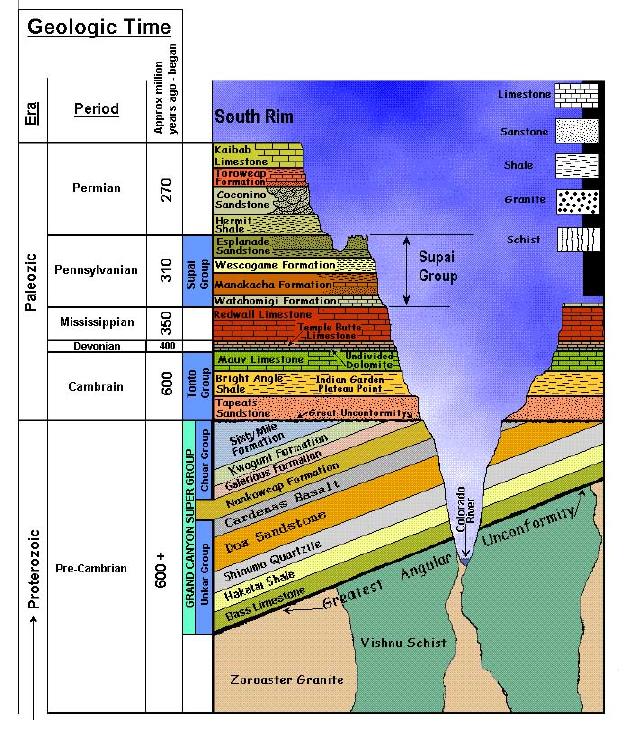 Geologic Time
Era
Period
Approx million
years ago - began
South Rim
Limestone
Sanstone
Shale
Granite
Schist
Paleozic
Permian
270
Kaibab
Limestone
Toroweap
Formation
Coconino
Sandstone
Hermit
Shale
Pennsylvanian
310
Supai
Group
Esplanade
Sandstone
Wescogame Formation
Manakacha Formation
Watahomigi Formation
Supai
Group
Mississippian
350
Redwall Limestone
Temple Butte
Limestone
Devonian
400
Cambrain
600
Tonto
Group
Mauv Limestone
Undivided
Dolomite
Bright Angle
Shale
Indian Garden
Plateau Point
Tapeats
Sandstone
Great Unconformity
Proterozoic
Pre-Cambrian
600 +
GRAND CANYON SUPER GROUP
Chuar Group
Unkar Group
Sixty Mile
Formation
Kwagunt Formation
Galerious Formation
Nankoweap Formation
Cardenas Basalt
Dox Sandstone
Shinumo Quartzile
Haketai Shale
Bass Limestone
Colorado
River
Greatest Angular Unconformity
Vishnu Schist
Zoroaster Granite